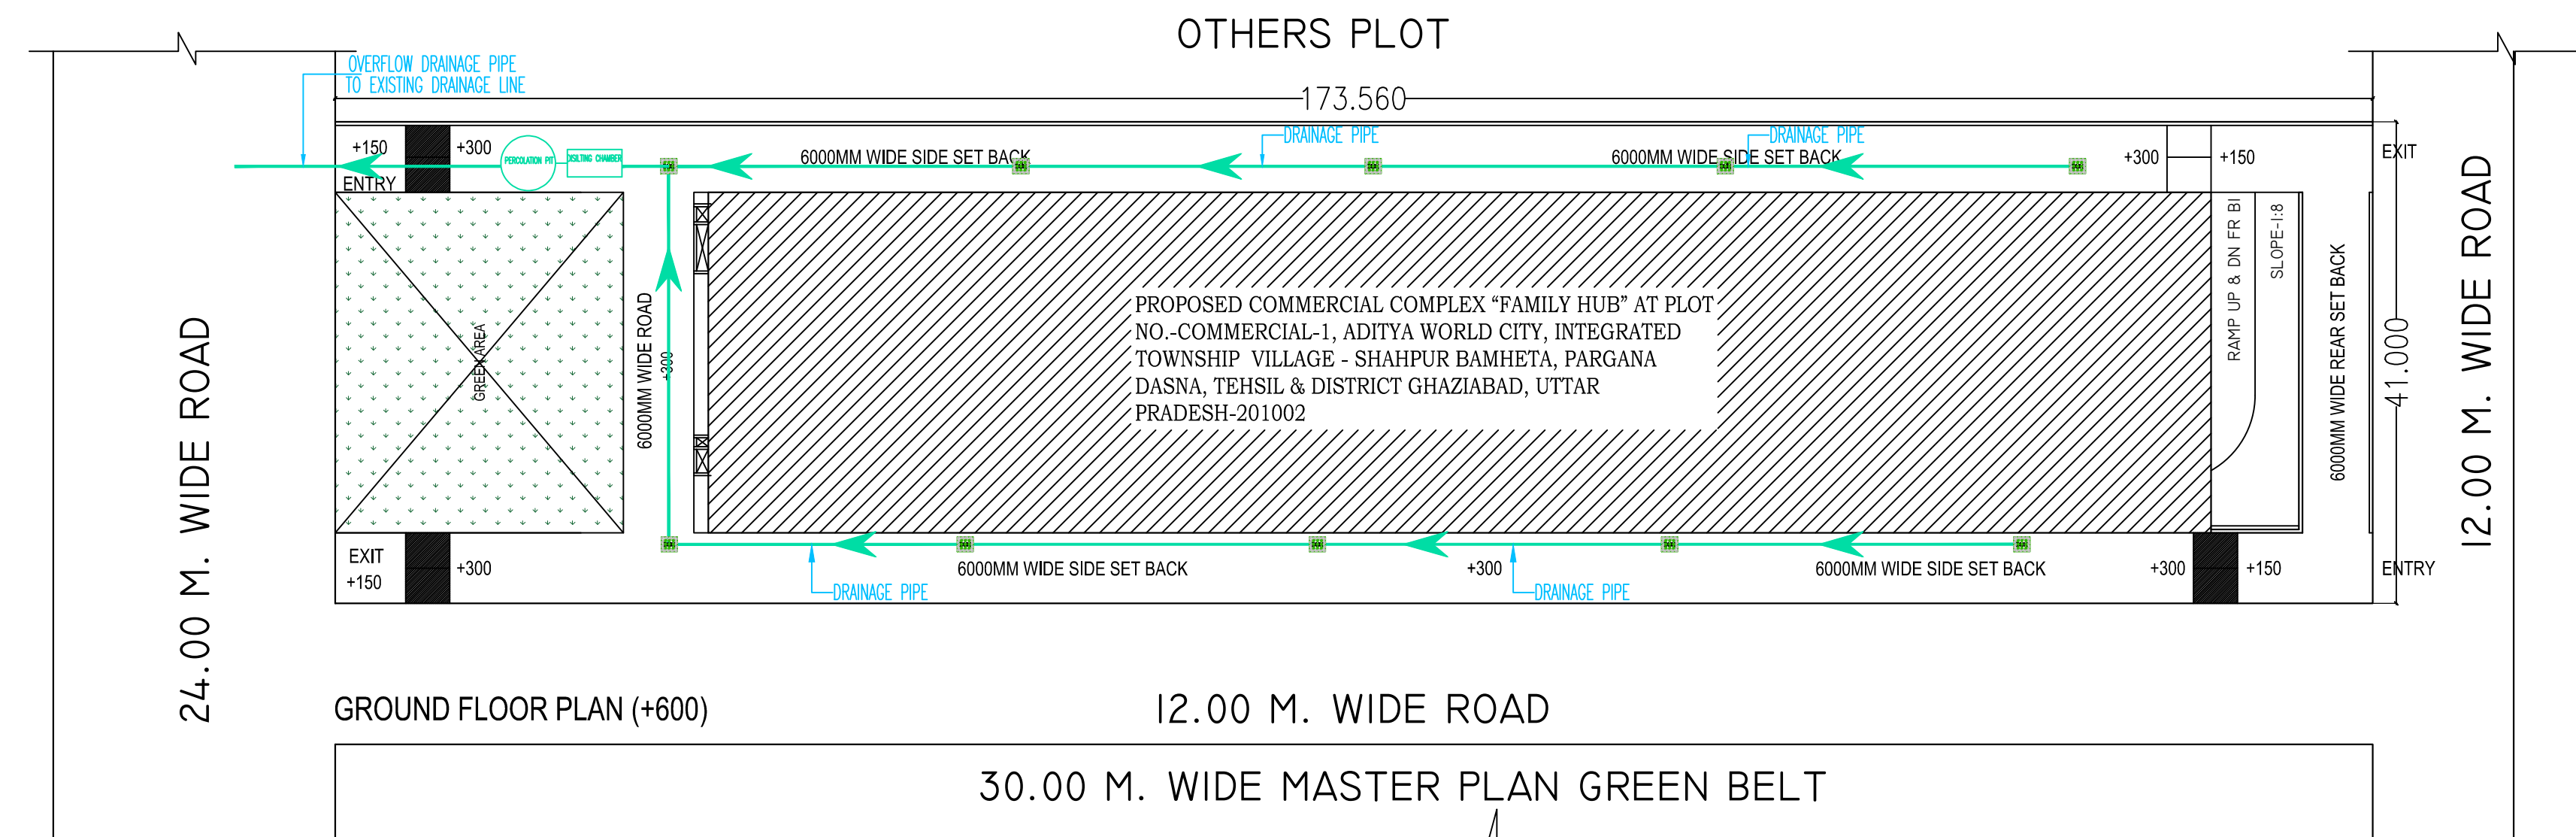 OTHERS PLOT
OVERFLOW DRAINAGE PIPE
TO EXISTING DRAINAGE LINE
173.560
DRAINAGE PIPE
DRAINAGE PIPE
+150
+300
PERCOLATION PIT
DISILTING CHAMBER
6000MM WIDE SIDE SET BACK
6000MM WIDE SIDE SET BACK
+300
+150
EXIT
ENTRY
GREEN AREA
6000MM WIDE ROAD
+300
PROPOSED COMMERCIAL COMPLEX “FAMILY HUB” AT PLOT
NO.-COMMERCIAL-1, ADITYA WORLD CITY, INTEGRATED
TOWNSHIP VILLAGE - SHAHPUR BAMHETA, PARGANA
DASNA, TEHSIL & DISTRICT GHAZIABAD, UTTAR
PRADESH-201002
RAMP UP & DN FR BI
SLOPE-1:8
6000MM WIDE REAR SET BACK
41.000
12.00 M. WIDE ROAD
24.00 M. WIDE ROAD
EXIT
+150
+300
6000MM WIDE SIDE SET BACK
+300
6000MM WIDE SIDE SET BACK
+300
+150
ENTRY
DRAINAGE PIPE
DRAINAGE PIPE
GROUND FLOOR PLAN (+600)
12.00 M. WIDE ROAD
30.00 M. WIDE MASTER PLAN GREEN BELT